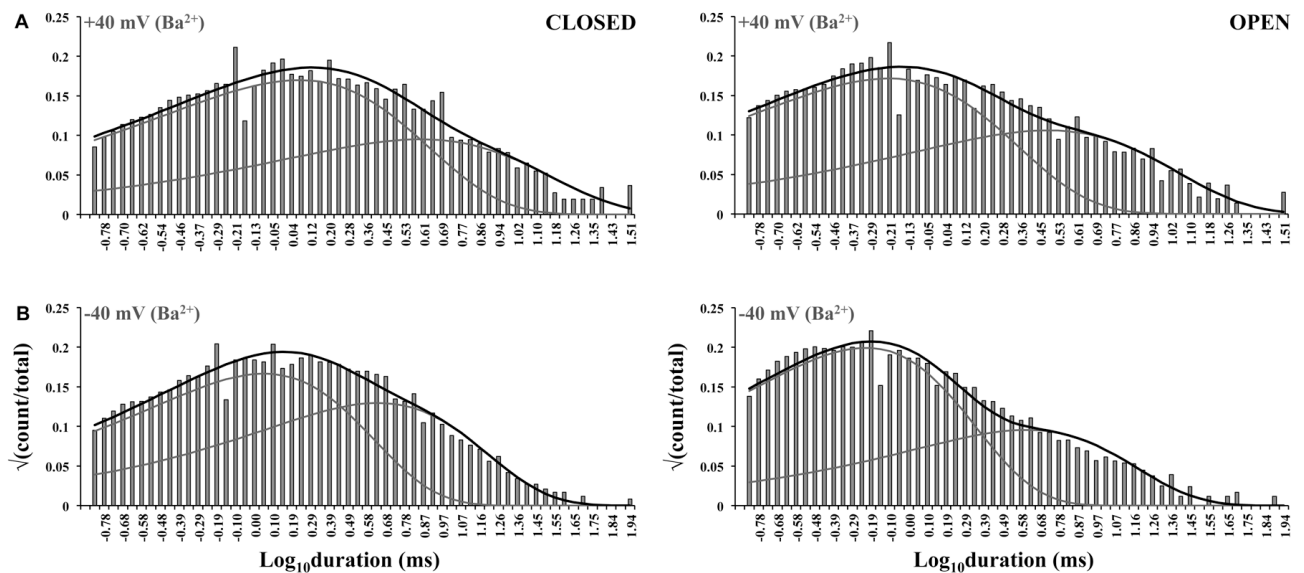 A
+40 mV (Ba²⁺)
CLOSED
+40 mV (Ba²⁺)
OPEN
0.25
0.2
0.15
0.1
0.05
0
-0.78 -0.70 -0.62 -0.54 -0.46 -0.37 -0.29 -0.21 -0.13 -0.05 0.04 0.12 0.20 0.28 0.36 0.45 0.53 0.61 0.69 0.77 0.86 0.94 1.02 1.10 1.18 1.26 1.35 1.43 1.51
0.25
0.2
0.15
0.1
0.05
0
-0.78 -0.70 -0.62 -0.54 -0.46 -0.37 -0.29 -0.21 -0.13 -0.05 0.04 0.12 0.20 0.28 0.36 0.45 0.53 0.61 0.69 0.77 0.86 0.94 1.02 1.10 1.18 1.26 1.35 1.43 1.51
B
-40 mV (Ba²⁺)
-40 mV (Ba²⁺)
√(count/total)
0.25
0.2
0.15
0.1
0.05
0
-0.78 -0.68 -0.58 -0.48 -0.39 -0.29 -0.19 -0.10 0.00 0.10 0.19 0.29 0.39 0.49 0.58 0.68 0.78 0.87 0.97 1.07 1.16 1.26 1.36 1.45 1.55 1.65 1.75 1.84 1.94
Log₁₀duration (ms)
√(count/total)
0.25
0.2
0.15
0.1
0.05
0
-0.78 -0.68 -0.58 -0.48 -0.39 -0.29 -0.19 -0.10 0.00 0.10 0.19 0.29 0.39 0.49 0.58 0.68 0.78 0.87 0.97 1.07 1.16 1.26 1.36 1.45 1.55 1.65 1.75 1.84 1.94
Log₁₀duration (ms)